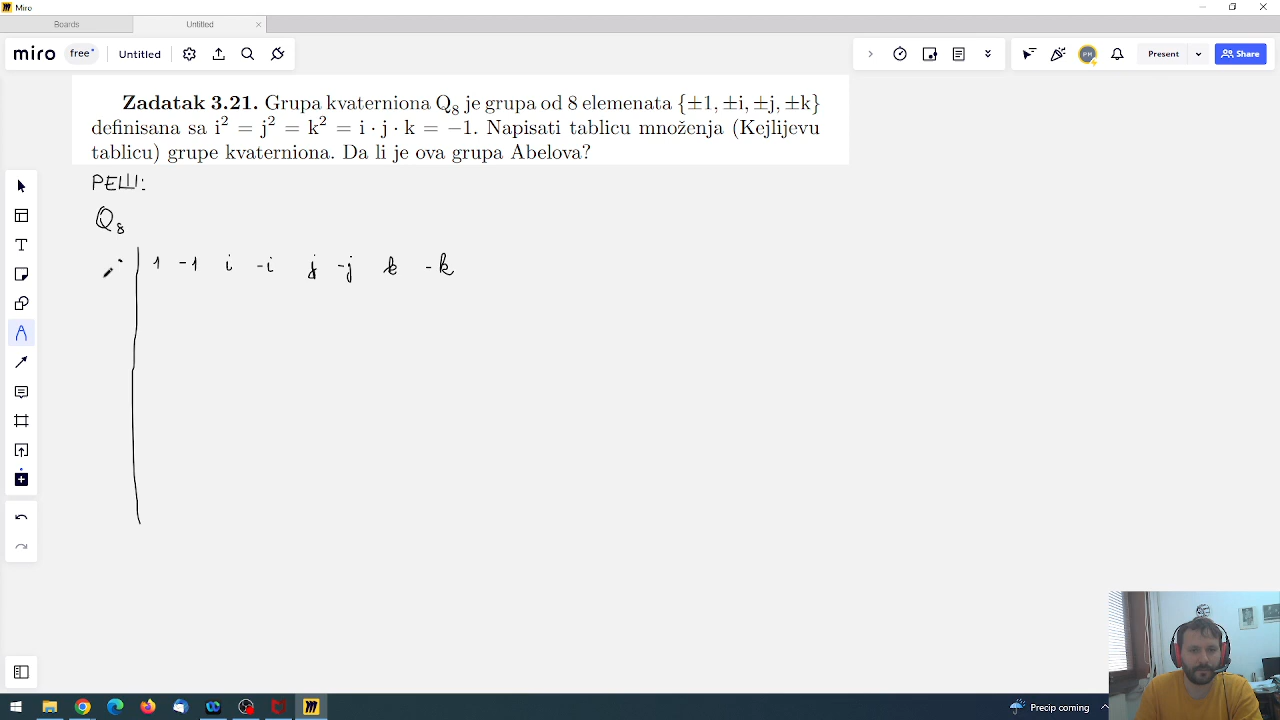 Miro
Boards
Untitled
miro free Untitled
Present
Share
Zadatak 3.21. Grupa kvaterniona Q₈ je grupa od 8 elemenata {±1, ±i, ±j, ±k}
definisana sa i² = j² = k² = i · j · k = −1. Napisati tablicu množenja (Kejlijevu
tablicu) grupe kvaterniona. Da li je ova grupa Abelova?
РЕШ:
Q₈
· 1 -1 i -i j -j k -k
PM
Precip coming